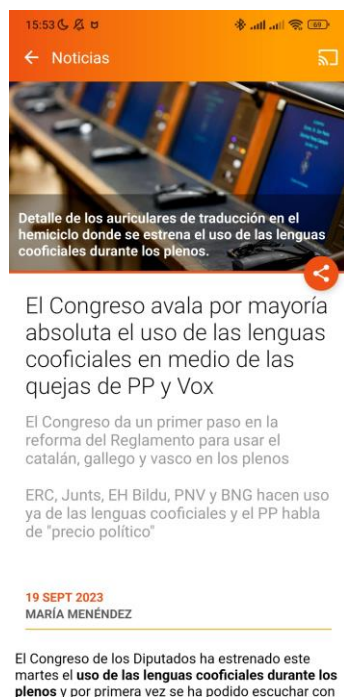 15:53
69
Noticias
Detalle de los auriculares de traducción en el
hemiciclo donde se estrena el uso de las lenguas
cooficiales durante los plenos.
El Congreso avala por mayoría
absoluta el uso de las lenguas
cooficiales en medio de las
quejas de PP y Vox
El Congreso da un primer paso en la
reforma del Reglamento para usar el
catalán, gallego y vasco en los plenos
ERC, Junts, EH Bildu, PNV y BNG hacen uso
ya de las lenguas cooficiales y el PP habla
de "precio político"
19 SEPT 2023
MARÍA MENÉNDEZ
El Congreso de los Diputados ha estrenado este
martes el uso de las lenguas cooficiales durante los
plenos y por primera vez se ha podido escuchar con